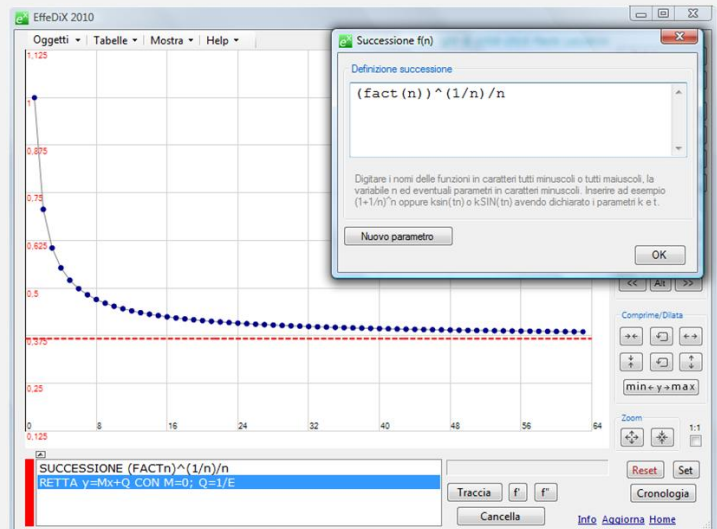 EffeDiX 2010
Oggetti Tabelle Mostra Help
Successione f(n)
Definizione successione
(fact(n))^(1/n)/n
Digitare i nomi delle funzioni in caratteri tutti minuscoli o tutti maiuscoli, la
variabile n ed eventuali parametri in caratteri minuscoli. Inserire ad esempio
(1+1/n)^n oppure ksin(tn) o kSIN(tn) avendo dichiarato i parametri k e t.
Nuovo parametro
OK
1.125
1
0.875
0.75
0.625
0.5
0.375
0.25
0.125
0 8 16 24 32 40 48 56 64
<< Alt >>
Comprime/Dilata
min←y→max
Zoom
1:1
SUCCESSIONE (FACTn)^(1/n)/n
RETTA y=Mx+Q CON M=0; Q=1/E
Traccia f' f''
Cancella
Reset Set
Cronologia
Info Aggiorna Home